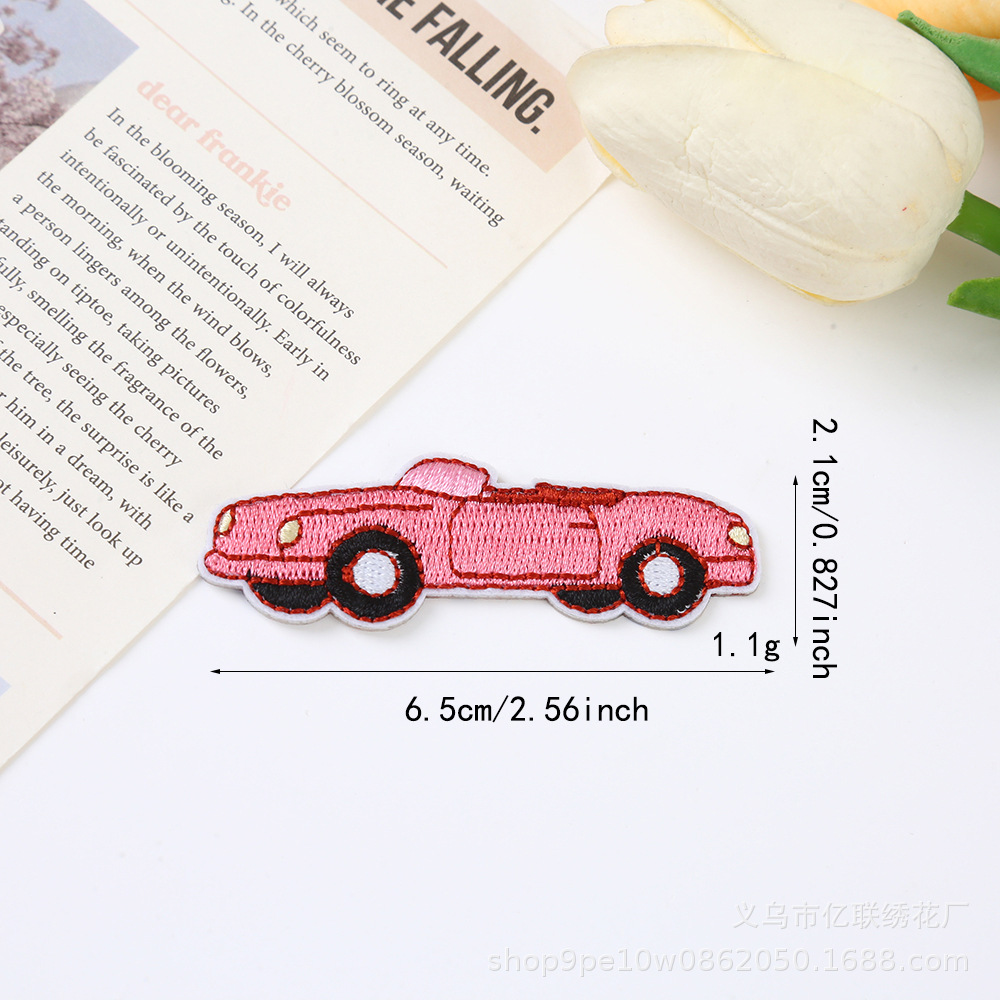 HE FALLING.
which seem to ring at any time.
In the cherry blossom season, waiting
dear frankie
In the blooming season, I will always
be fascinated by the touch of colorfulness
intentionally or unintentionally. Early in
the morning, when the wind blows,
a person lingers among the flowers,
tanding on tiptoe, taking pictures
fully, smelling the fragrance of the
especially seeing the cherry
the tree, the surprise is like a
r him in a dream, with
leisurely, just look up
ot having time
2.1cm/0.827inch
1.1g
6.5cm/2.56inch
义乌市亿联绣花厂
shop9pe10w0862050.1688.com